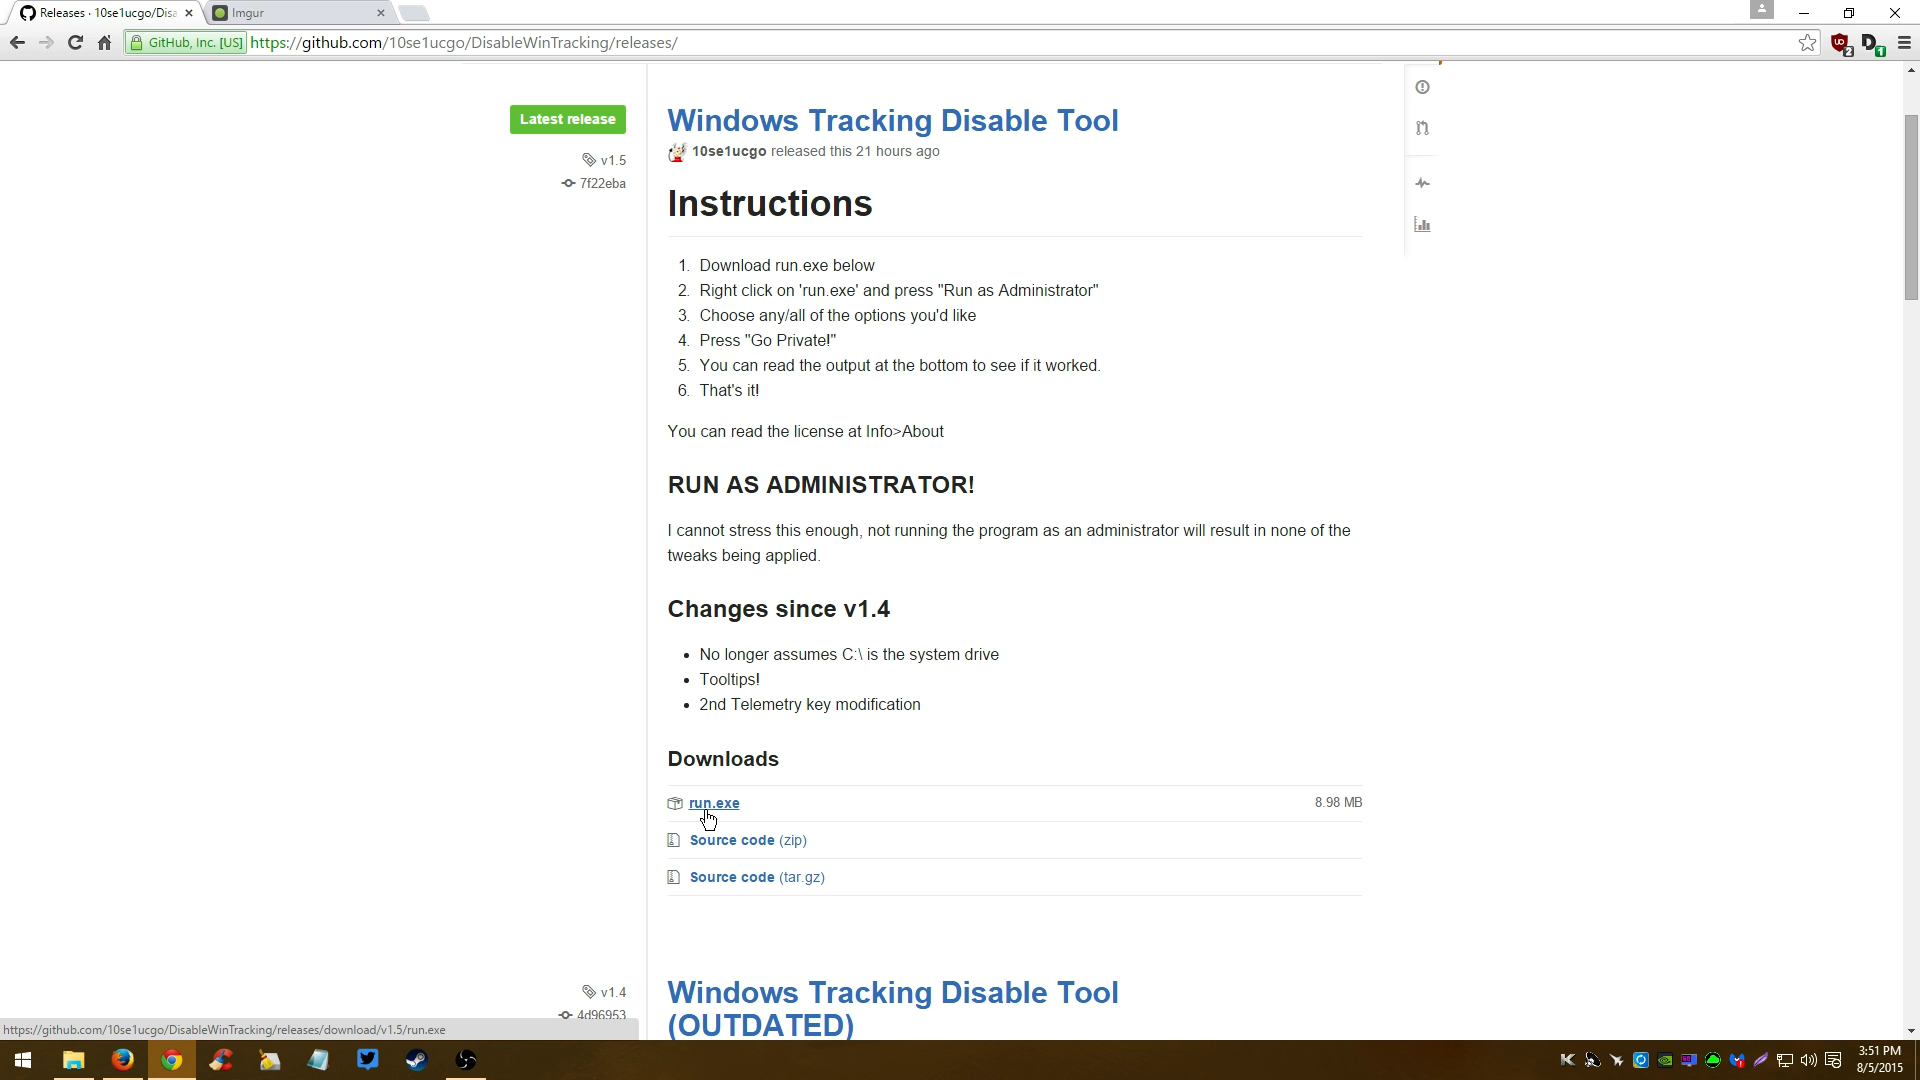 Releases · 10se1ucgo/Disa
Imgur
GitHub, Inc. [US] https://github.com/10se1ucgo/DisableWinTracking/releases/
2
1
Latest release
v1.5
7f22eba
Windows Tracking Disable Tool
10se1ucgo released this 21 hours ago
Instructions
1. Download run.exe below
2. Right click on 'run.exe' and press "Run as Administrator"
3. Choose any/all of the options you'd like
4. Press "Go Private!"
5. You can read the output at the bottom to see if it worked.
6. That's it!
You can read the license at Info>About
RUN AS ADMINISTRATOR!
I cannot stress this enough, not running the program as an administrator will result in none of the
tweaks being applied.
Changes since v1.4
• No longer assumes C:\ is the system drive
• Tooltips!
• 2nd Telemetry key modification
Downloads
run.exe 8.98 MB
Source code (zip)
Source code (tar.gz)
v1.4
4d96953
Windows Tracking Disable Tool
(OUTDATED)
https://github.com/10se1ucgo/DisableWinTracking/releases/download/v1.5/run.exe
3:51 PM
8/5/2015